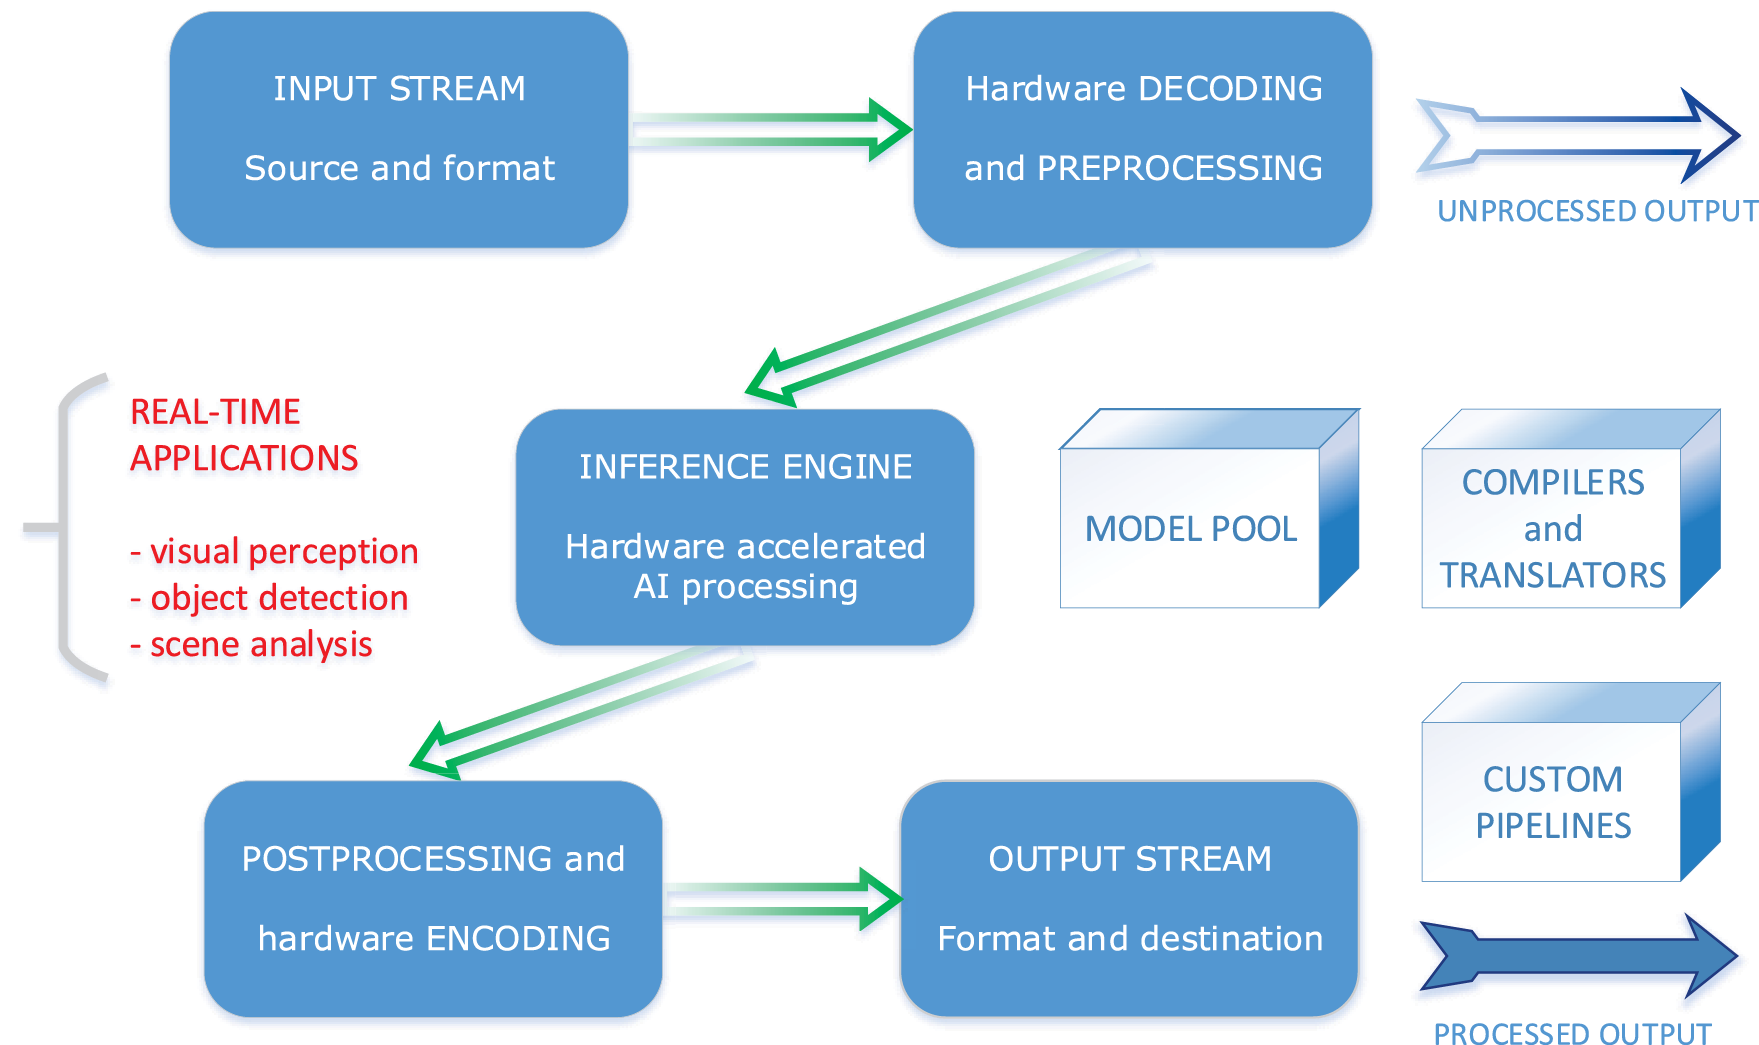 INPUT STREAM
Source and format
Hardware DECODING
and PREPROCESSING
UNPROCESSED OUTPUT
REAL-TIME
APPLICATIONS
- visual perception
- object detection
- scene analysis
INFERENCE ENGINE
Hardware accelerated
AI processing
MODEL POOL
COMPILERS
and
TRANSLATORS
CUSTOM
PIPELINES
POSTPROCESSING and
hardware ENCODING
OUTPUT STREAM
Format and destination
PROCESSED OUTPUT